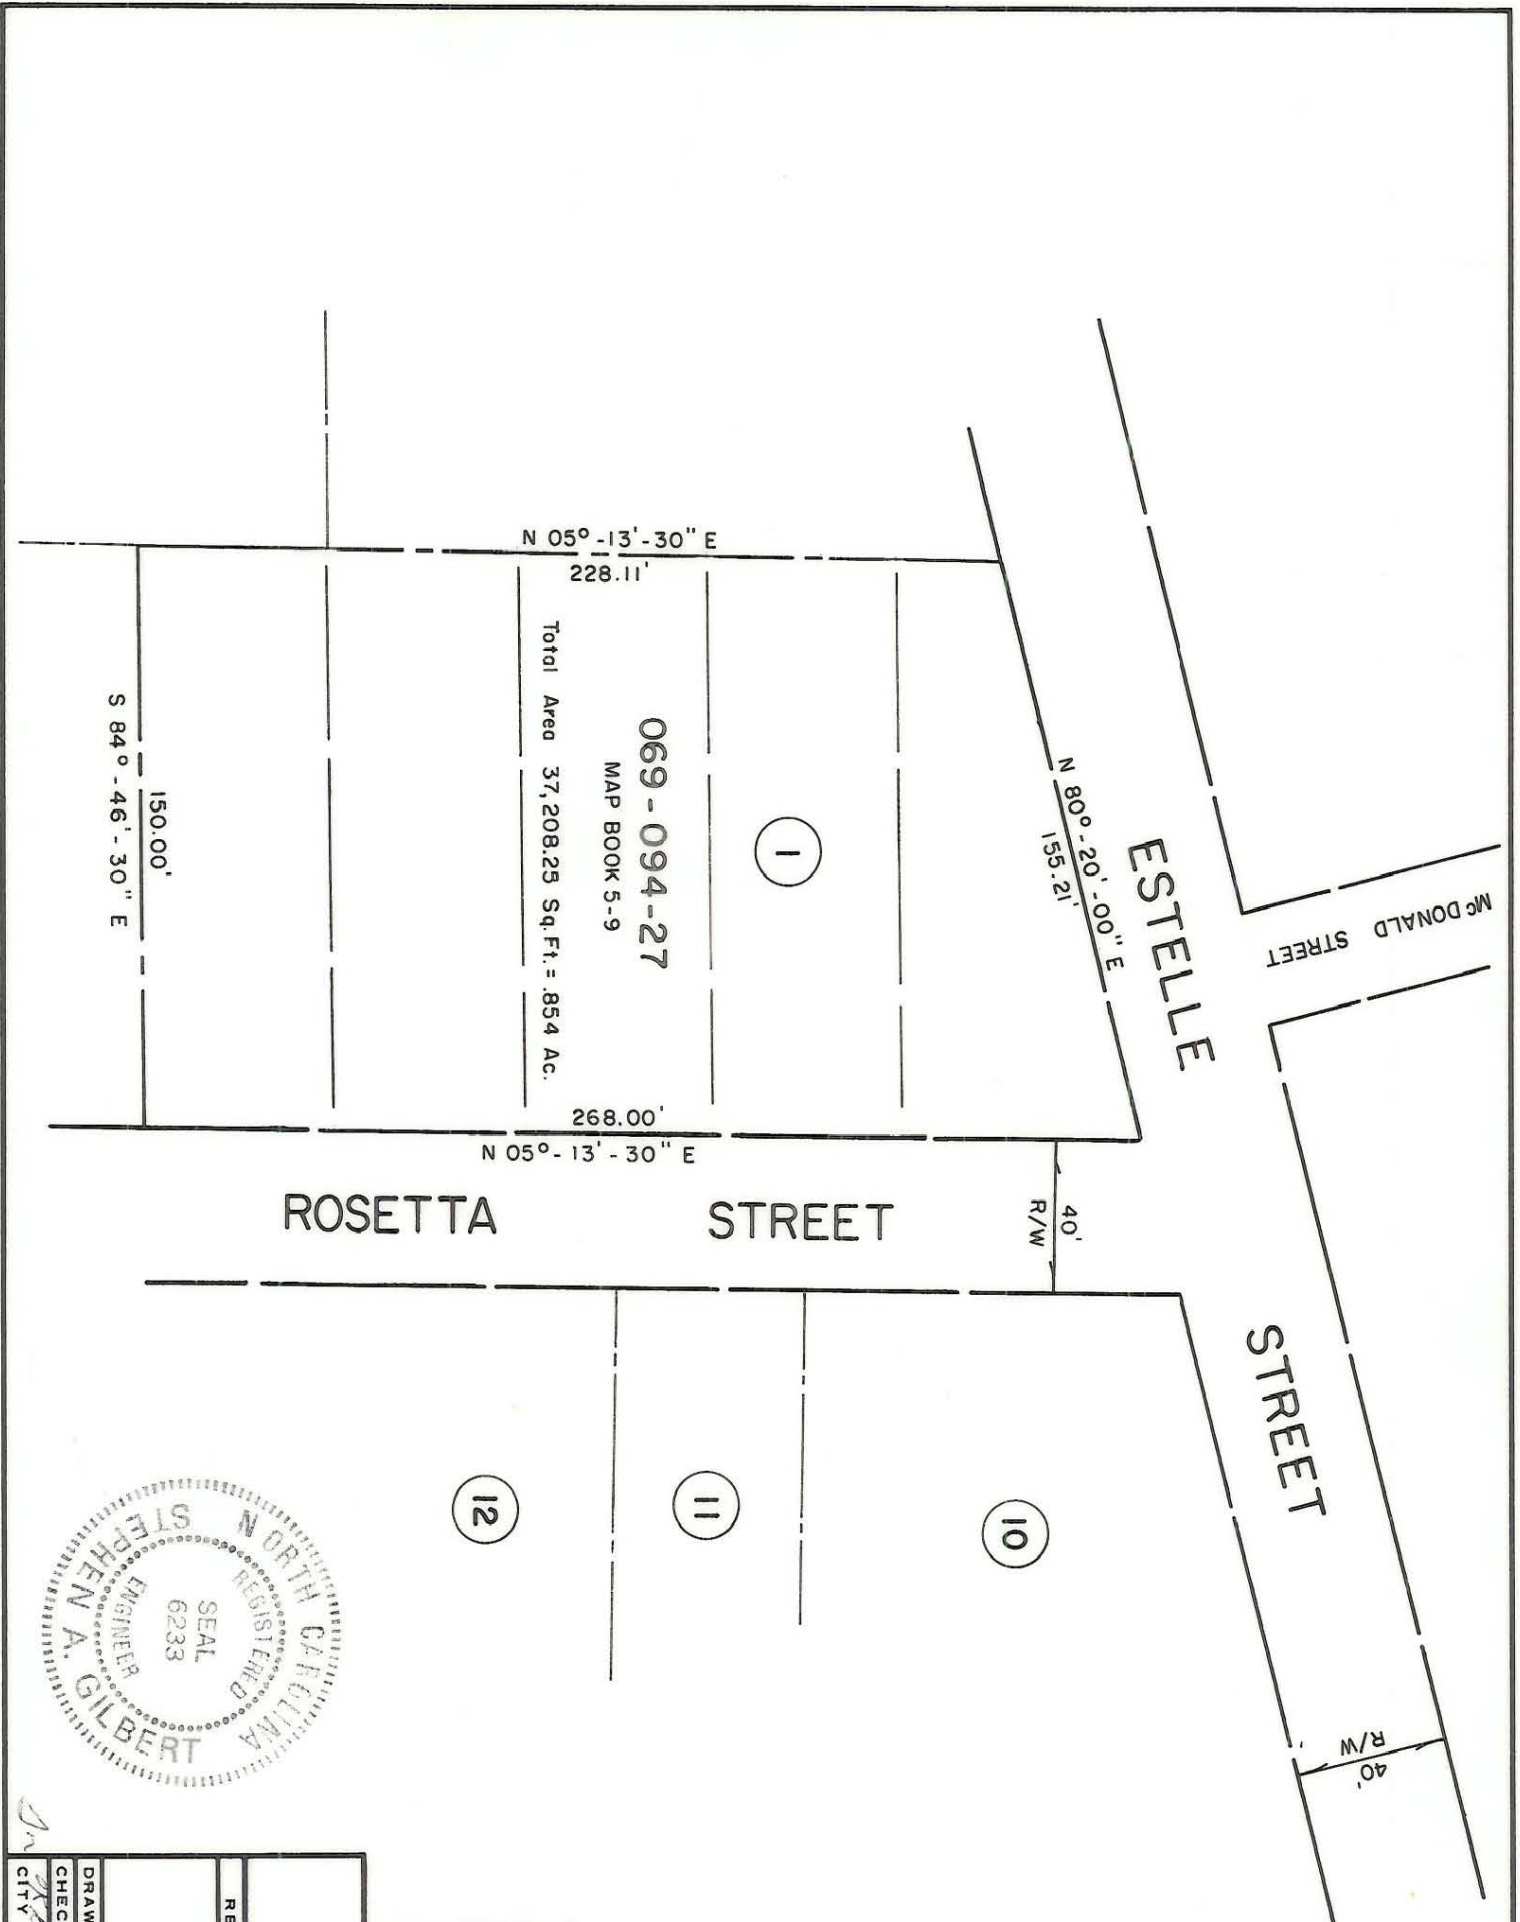 McDONALD STREET
ESTELLE STREET
N 80°-20'-00" E
155.21'
N 05°-13'-30" E
228.11'
1
069-094-27
MAP BOOK 5-9
Total Area 37,208.25 Sq.Ft.= .854 Ac.
150.00'
S 84°-46'-30" E
268.00'
N 05°-13'-30" E
ROSETTA STREET
40'
R/W
10
11
12
40'
R/W
NORTH CAROLINA
REGISTERED
SEAL
6233
ENGINEER
STEPHEN A. GILBERT
RE
DRAW
CHEC
CITY